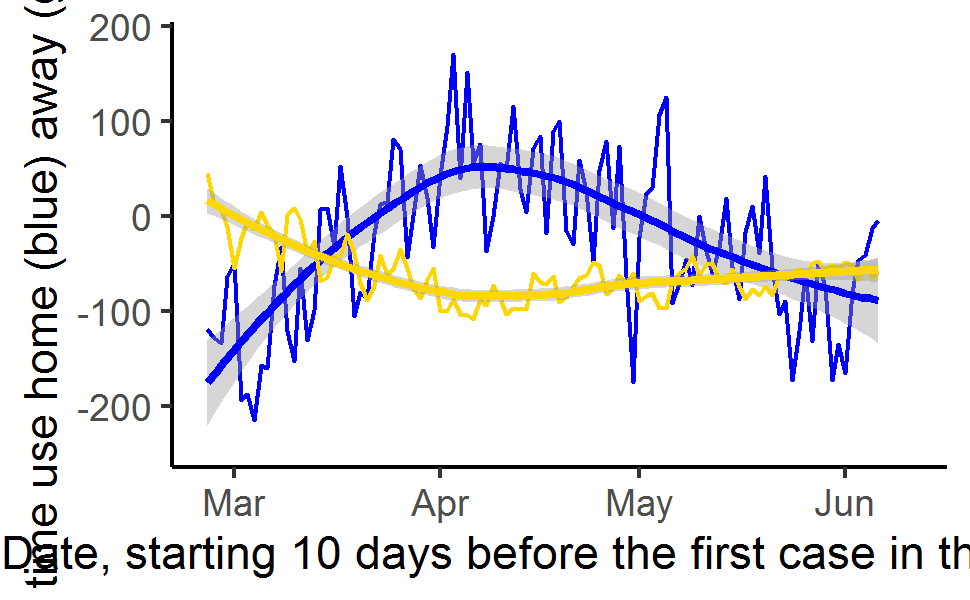 200
100
0
-100
-200
time use home (blue) away (
Mar Apr May Jun
Date, starting 10 days before the first case in th